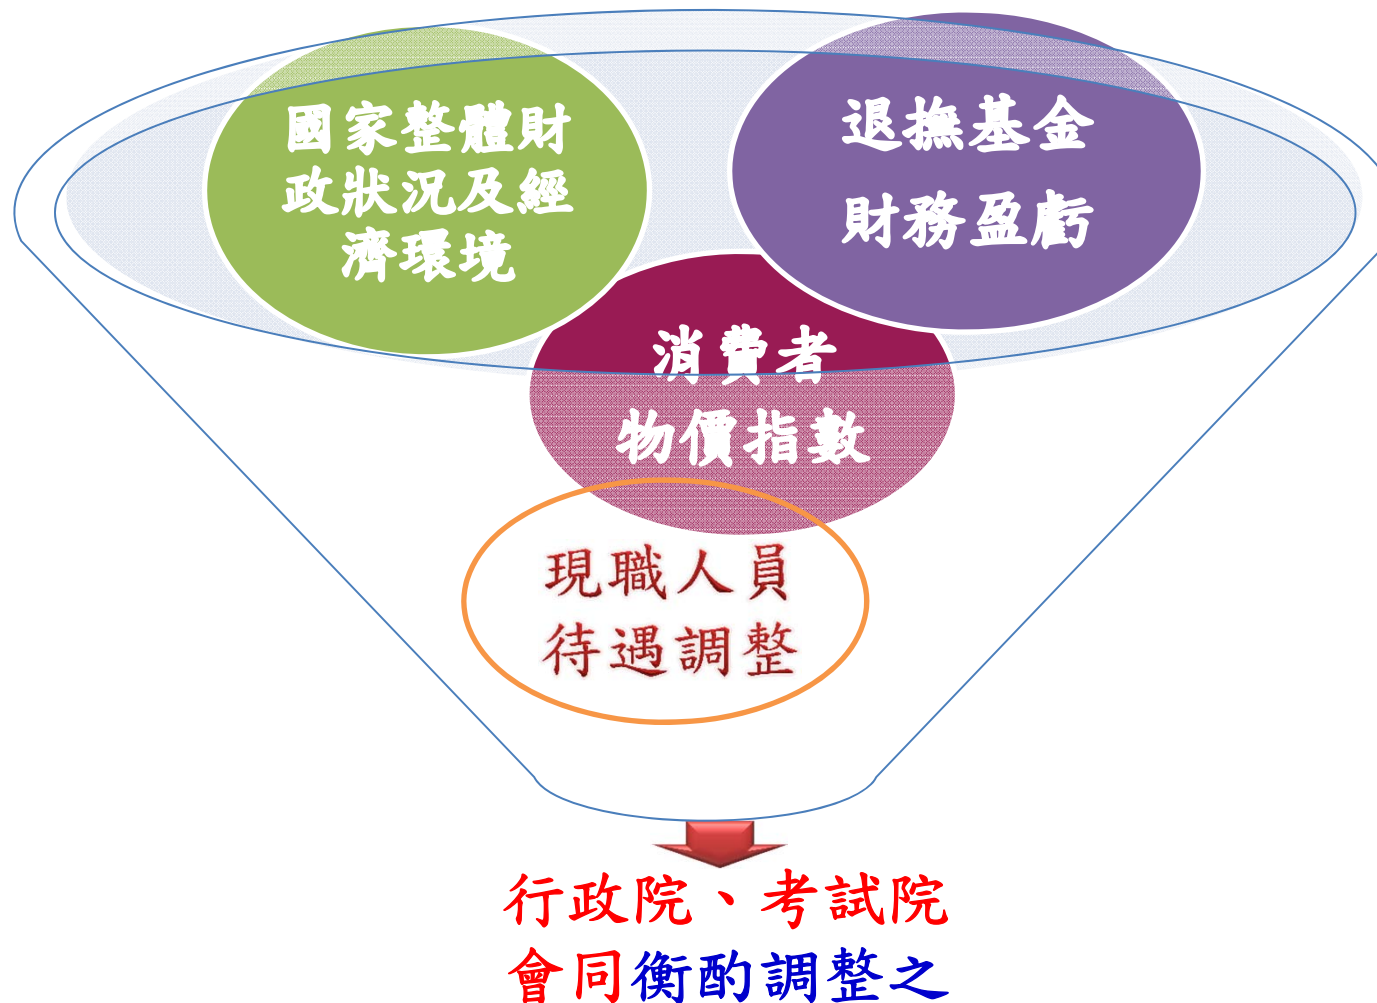 國家整體財
政狀況及經
濟環境
退撫基金
財務盈虧
消費者
物價指數
現職人員
待遇調整
行政院、考試院
會同衡酌調整之